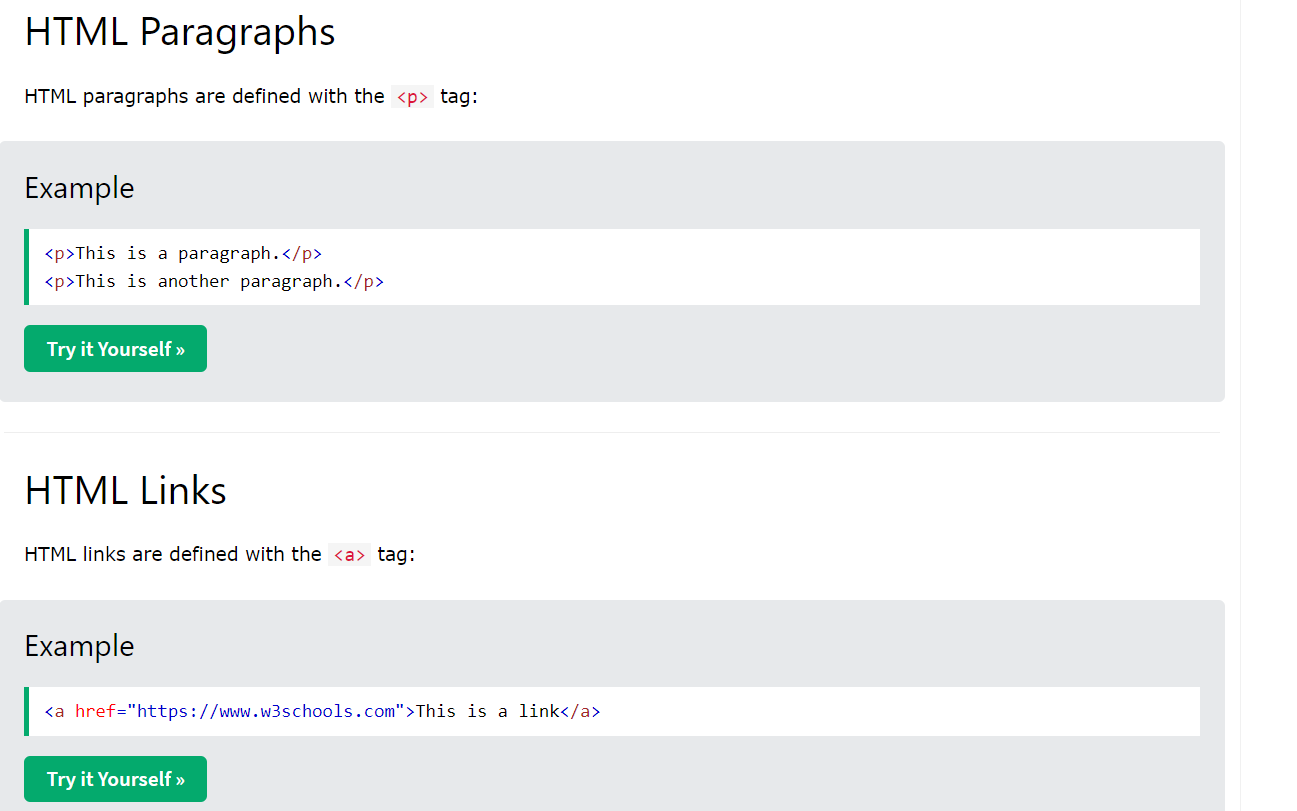 HTML Paragraphs
HTML paragraphs are defined with the <p> tag:
Example
<p>This is a paragraph.</p>
<p>This is another paragraph.</p>
Try it Yourself »
HTML Links
HTML links are defined with the <a> tag:
Example
<a href="https://www.w3schools.com">This is a link</a>
Try it Yourself »